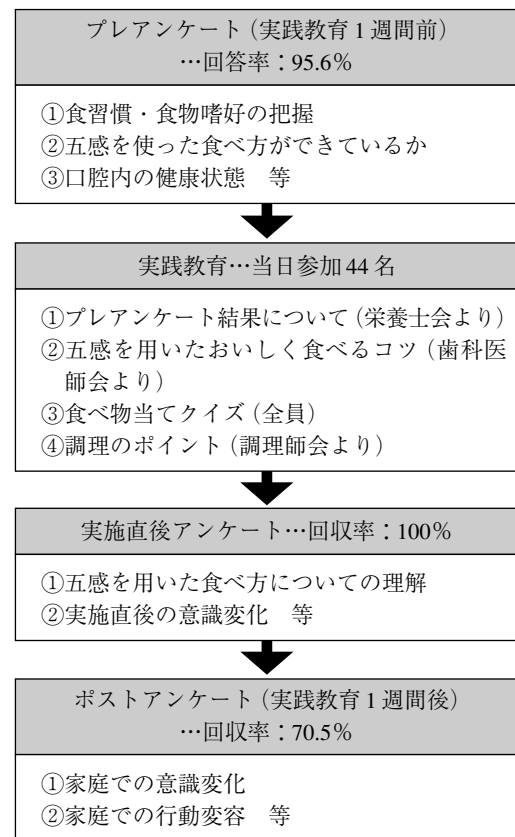 プレアンケート（実践教育1週間前）
…回答率：95.6%
①食習慣・食物嗜好の把握
②五感を使った食べ方ができているか
③口腔内の健康状態　等
実践教育…当日参加44名
①プレアンケート結果について（栄養士会より）
②五感を用いたおいしく食べるコツ（歯科医
師会より）
③食べ物当てクイズ（全員）
④調理のポイント（調理師会より）
実施直後アンケート…回収率：100%
①五感を用いた食べ方についての理解
②実施直後の意識変化　等
ポストアンケート（実践教育1週間後）
…回収率：70.5%
①家庭での意識変化
②家庭での行動変容　等